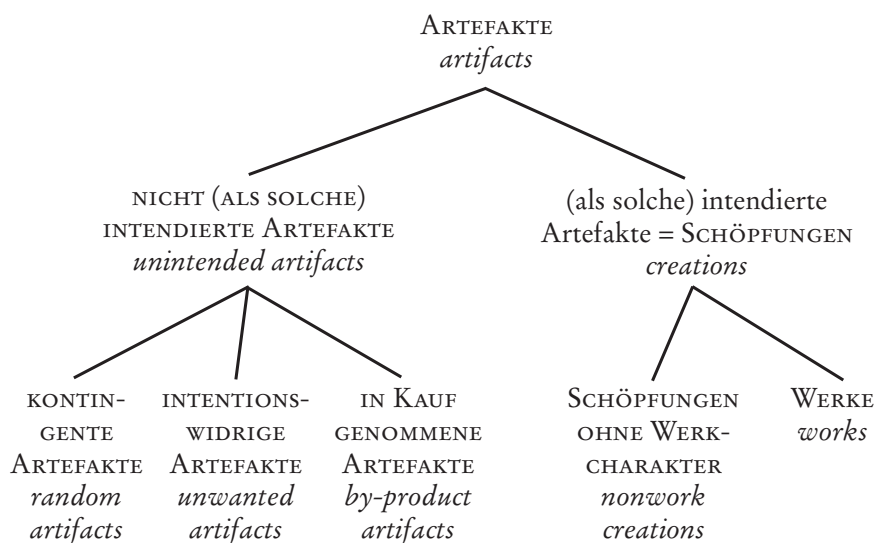 Artefakte
artifacts
nicht (als solche)
intendierte Artefakte
unintended artifacts
(als solche) intendierte
Artefakte = Schöpfungen
creations
kontin-
gente
Artefakte
random
artifacts
intentions-
widrige
Artefakte
unwanted
artifacts
in Kauf
genommene
Artefakte
by-product
artifacts
Schöpfungen
ohne Werk-
charakter
nonwork
creations
Werke
works